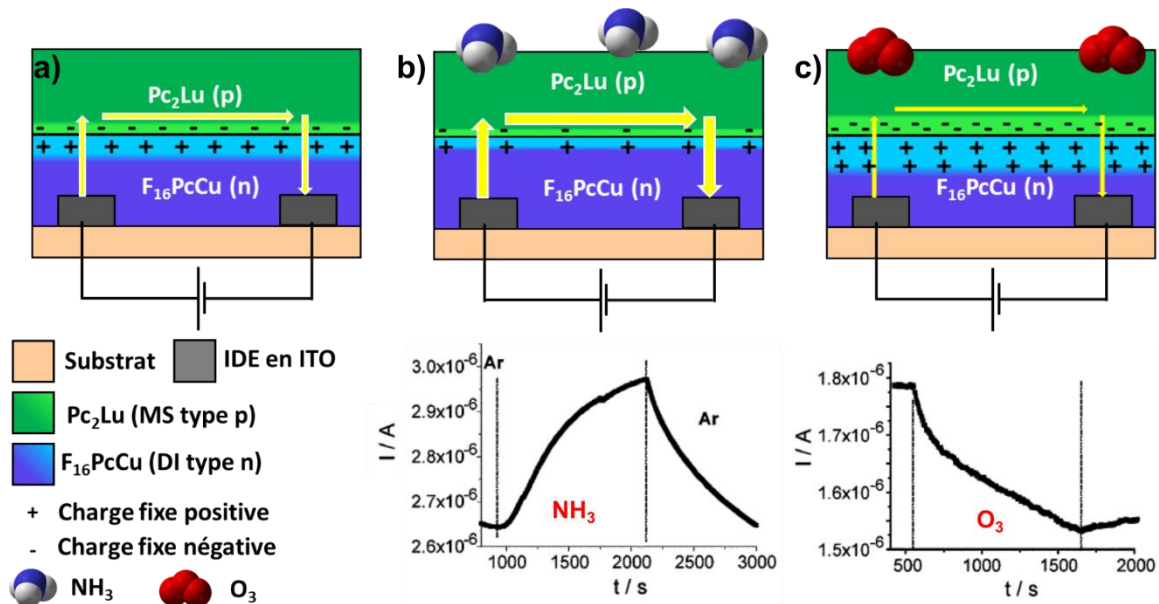 a)
Pc₂Lu (p)
- - - - - - - - - -
+ + + + + + + + + +
F₁₆PcCu (n)
b)
Pc₂Lu (p)
- - - - - -
+ + + + +
F₁₆PcCu (n)
c)
Pc₂Lu (p)
F₁₆PcCu (n)
Substrat
IDE en ITO
Pc₂Lu (MS type p)
F₁₆PcCu (DI type n)
+ Charge fixe positive
- Charge fixe négative
NH₃
O₃
Ar
3.0x10⁻⁶
2.9x10⁻⁶
2.8x10⁻⁶
2.7x10⁻⁶
2.6x10⁻⁶
I / A
Ar
NH₃
1000 1500 2000 2500 3000
t / s
1.8x10⁻⁶
1.7x10⁻⁶
1.6x10⁻⁶
1.5x10⁻⁶
I / A
O₃
500 1000 1500 2000
t / s